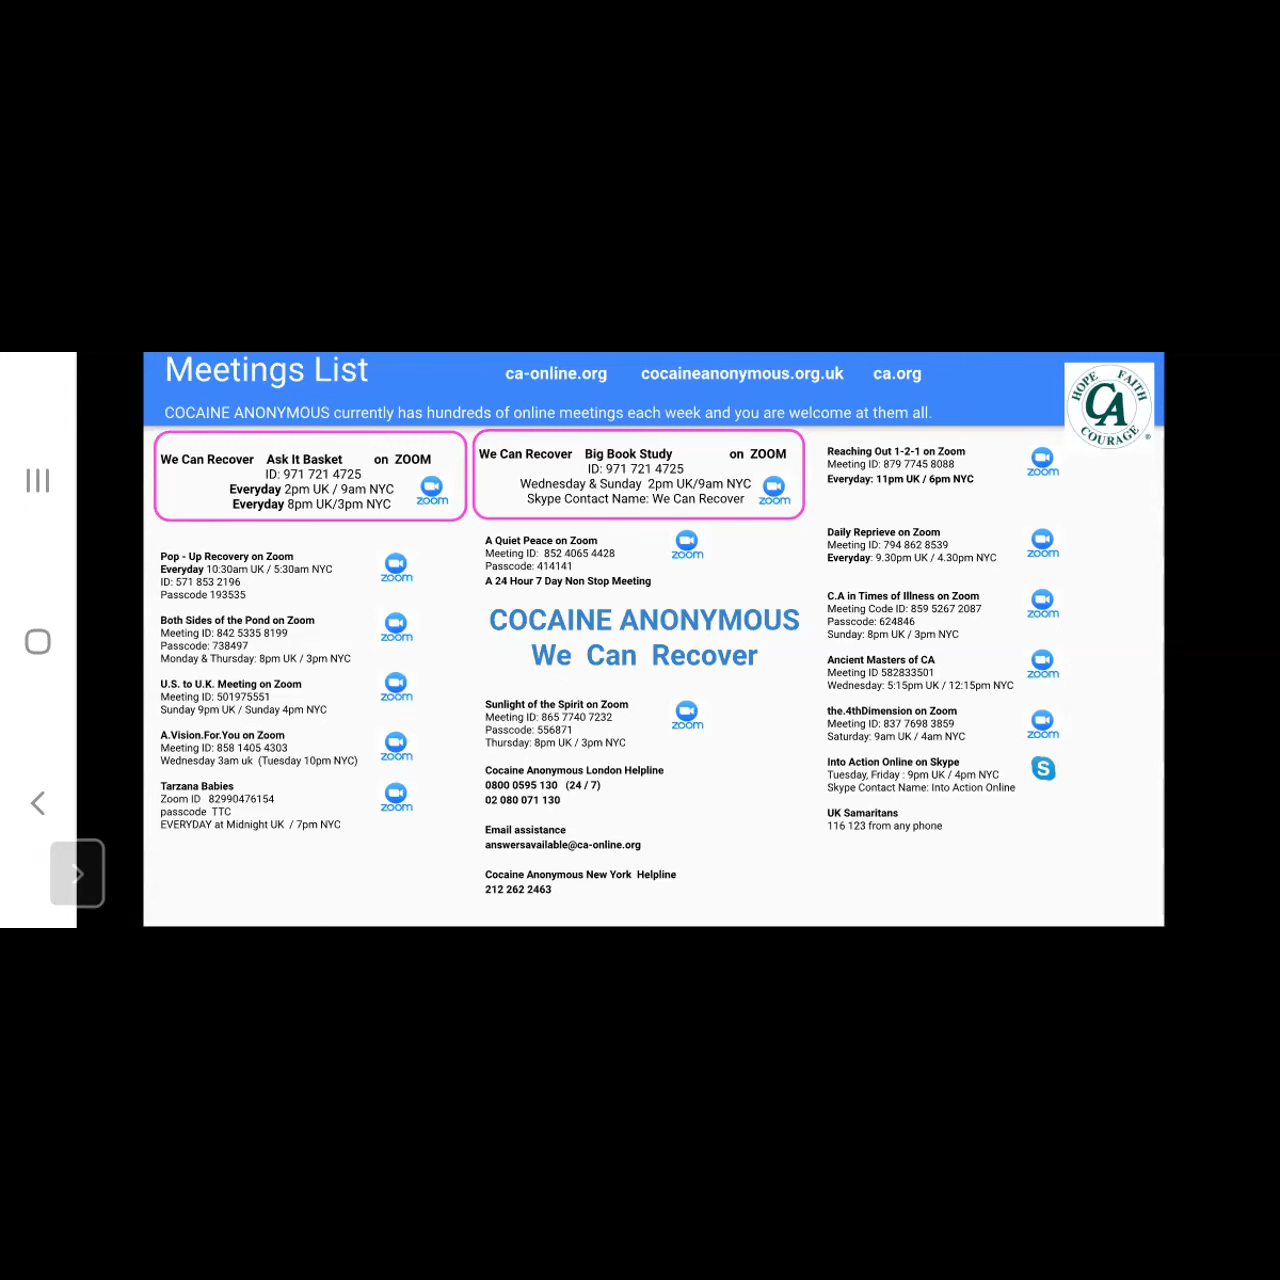 Meetings List
ca-online.org cocaineanonymous.org.uk ca.org
COCAINE ANONYMOUS currently has hundreds of online meetings each week and you are welcome at them all.
HOPE FAITH
CA
COURAGE ®
We Can Recover Ask It Basket on ZOOM
ID: 971 721 4725
Everyday 2pm UK / 9am NYC
Everyday 8pm UK/3pm NYC
zoom
Pop - Up Recovery on Zoom
Everyday 10:30am UK / 5:30am NYC
ID: 571 853 2196
Passcode 193535
zoom
Both Sides of the Pond on Zoom
Meeting ID: 842 5335 8199
Passcode: 738497
Monday & Thursday: 8pm UK / 3pm NYC
zoom
U.S. to U.K. Meeting on Zoom
Meeting ID: 501975551
Sunday 9pm UK / Sunday 4pm NYC
zoom
A.Vision.For.You on Zoom
Meeting ID: 858 1405 4303
Wednesday 3am uk (Tuesday 10pm NYC)
zoom
Tarzana Babies
Zoom ID 82990476154
passcode TTC
EVERYDAY at Midnight UK / 7pm NYC
zoom
We Can Recover Big Book Study on ZOOM
ID: 971 721 4725
Wednesday & Sunday 2pm UK/9am NYC
Skype Contact Name: We Can Recover
zoom
A Quiet Peace on Zoom
Meeting ID: 852 4065 4428
Passcode: 414141
A 24 Hour 7 Day Non Stop Meeting
zoom
COCAINE ANONYMOUS
We Can Recover
Sunlight of the Spirit on Zoom
Meeting ID: 865 7740 7232
Passcode: 556871
Thursday: 8pm UK / 3pm NYC
zoom
Cocaine Anonymous London Helpline
0800 0595 130 (24 / 7)
02 080 071 130
Email assistance
answersavailable@ca-online.org
Cocaine Anonymous New York Helpline
212 262 2463
Reaching Out 1-2-1 on Zoom
Meeting ID: 879 7745 8088
Everyday: 11pm UK / 6pm NYC
zoom
Daily Reprieve on Zoom
Meeting ID: 794 862 8539
Everyday: 9.30pm UK / 4.30pm NYC
zoom
C.A in Times of Illness on Zoom
Meeting Code ID: 859 5267 2087
Passcode: 624846
Sunday: 8pm UK / 3pm NYC
zoom
Ancient Masters of CA
Meeting ID 582833501
Wednesday: 5:15pm UK / 12:15pm NYC
zoom
the.4thDimension on Zoom
Meeting ID: 837 7698 3859
Saturday: 9am UK / 4am NYC
zoom
Into Action Online on Skype
Tuesday, Friday : 9pm UK / 4pm NYC
Skype Contact Name: Into Action Online
S
UK Samaritans
116 123 from any phone